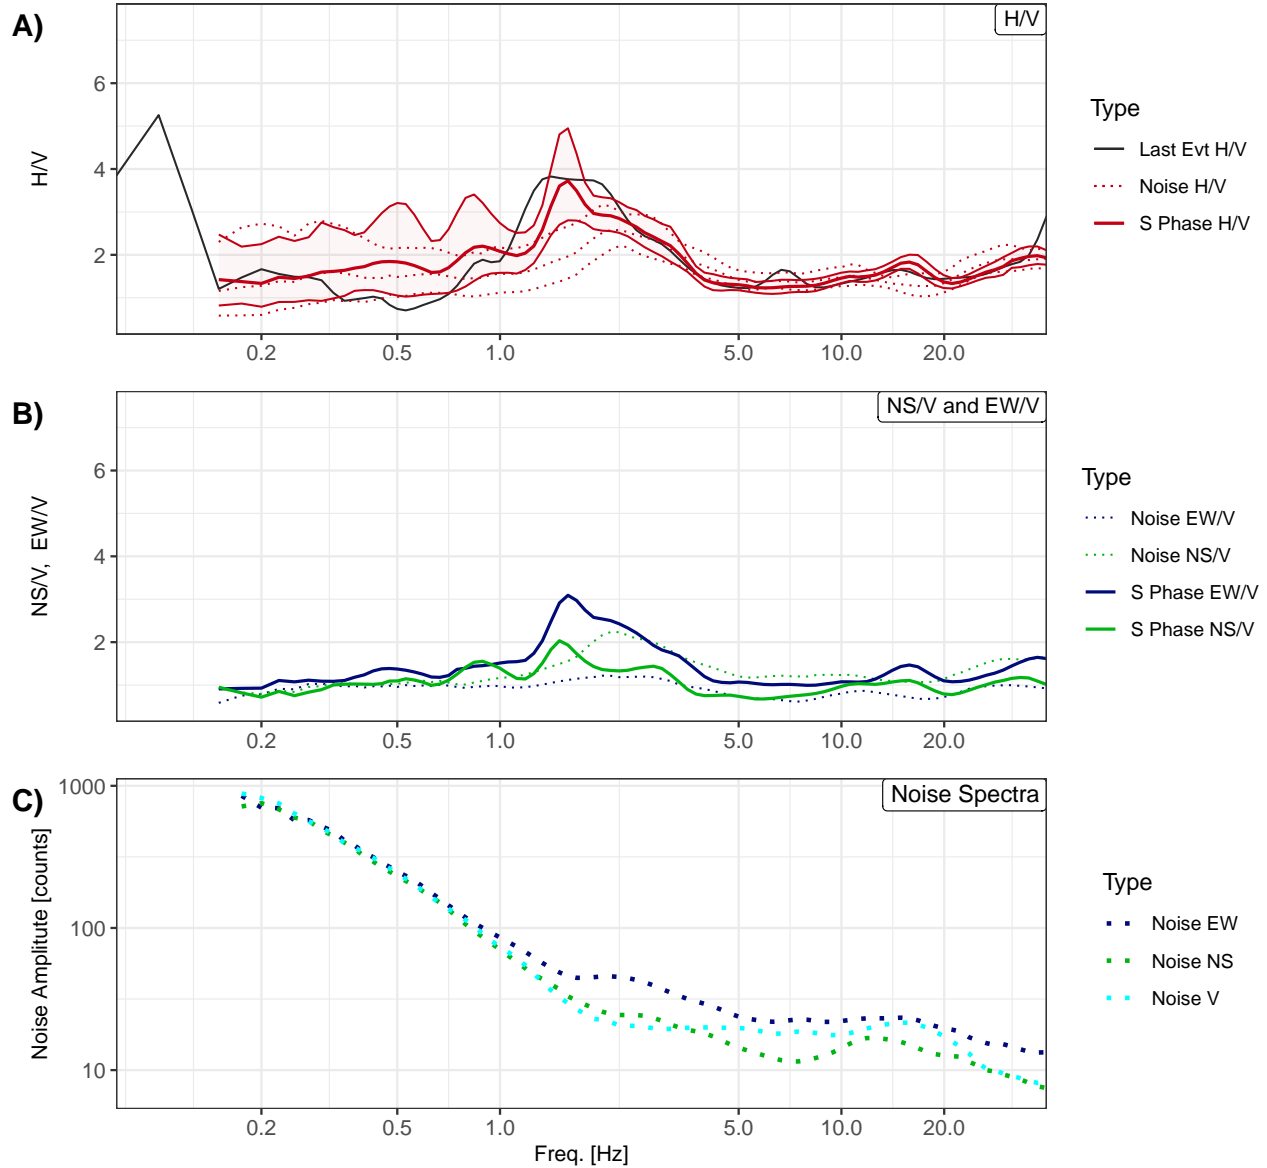 A)
H/V
6
4
2
H/V
0.2 0.5 1.0 5.0 10.0 20.0
Type
Last Evt H/V
Noise H/V
S Phase H/V
B)
NS/V and EW/V
6
4
2
NS/V, EW/V
0.2 0.5 1.0 5.0 10.0 20.0
Type
Noise EW/V
Noise NS/V
S Phase EW/V
S Phase NS/V
C)
Noise Spectra
1000
100
10
Noise Amplitute [counts]
0.2 0.5 1.0 5.0 10.0 20.0
Freq. [Hz]
Type
Noise EW
Noise NS
Noise V